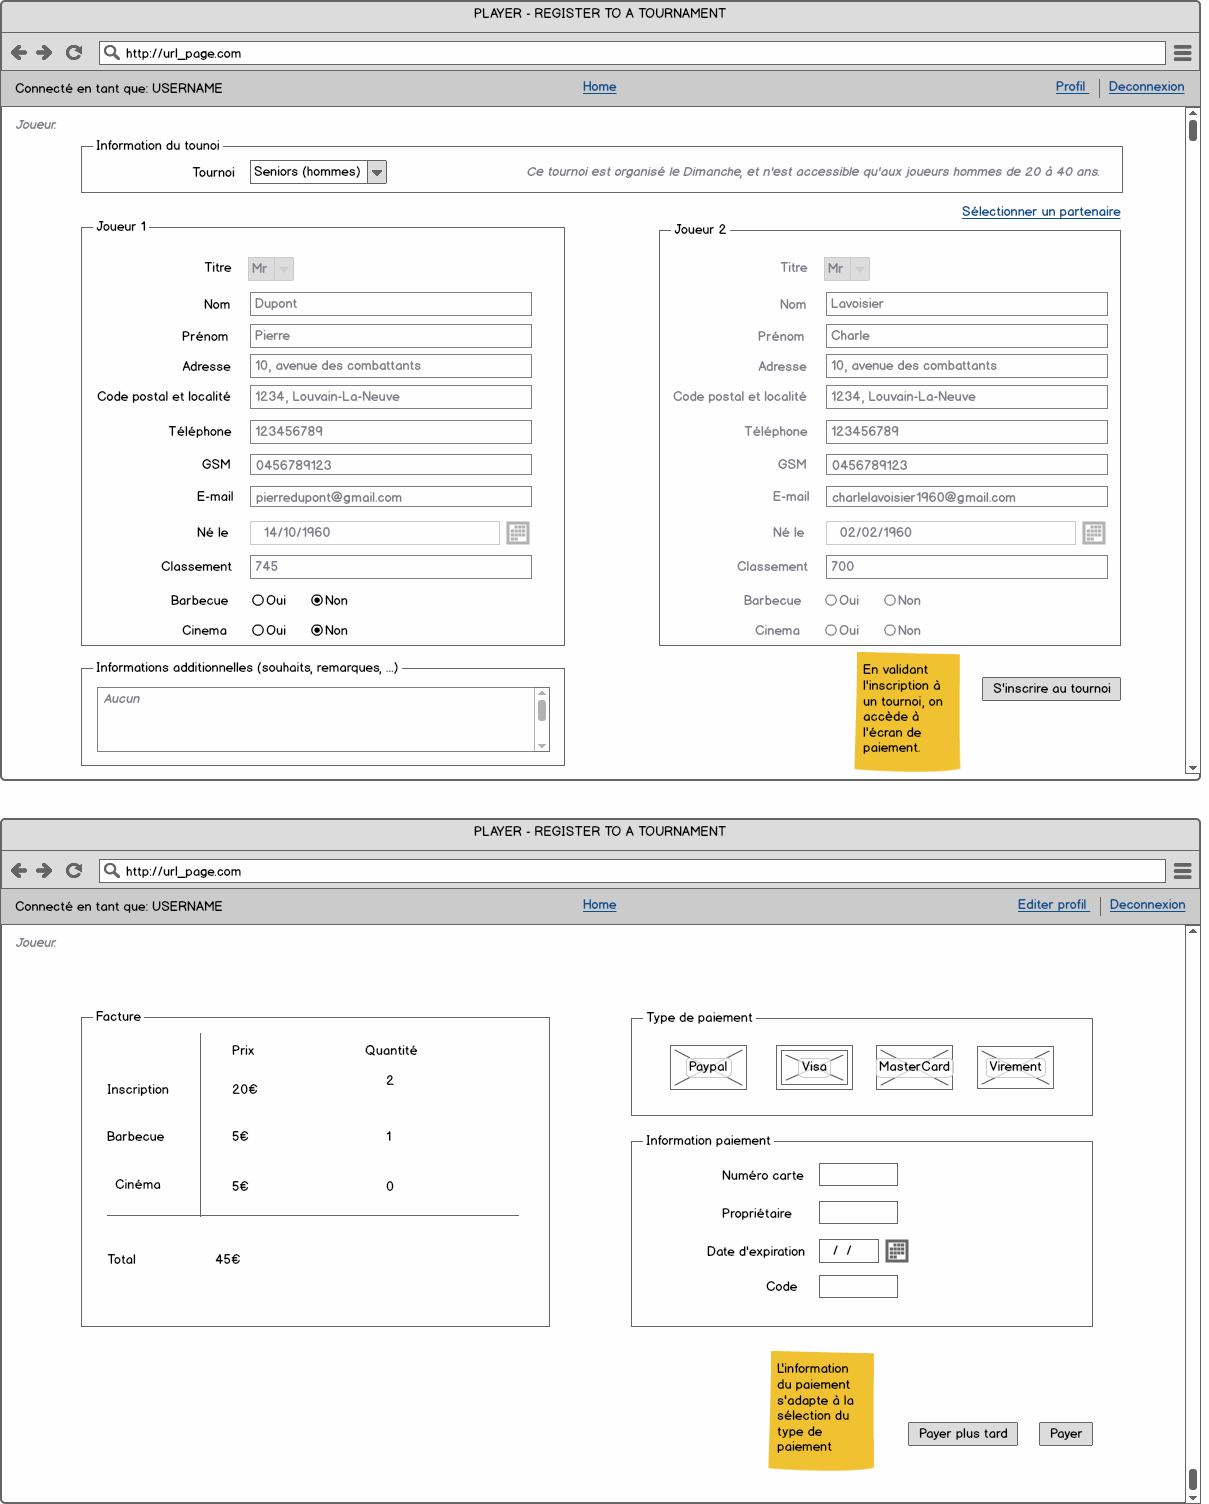 PLAYER - REGISTER TO A TOURNAMENT
http://url_page.com
Connecté en tant que: USERNAME
Home
Profil
Deconnexion
Joueur.
Information du tounoi
Tournoi
Seniors (hommes)
Ce tournoi est organisé le Dimanche, et n'est accessible qu'aux joueurs hommes de 20 à 40 ans.
Sélectionner un partenaire
Joueur 1
Titre
Mr
Nom
Dupont
Prénom
Pierre
Adresse
10, avenue des combattants
Code postal et localité
1234, Louvain-La-Neuve
Téléphone
123456789
GSM
0456789123
E-mail
pierredupont@gmail.com
Né le
14/10/1960
Classement
745
Barbecue
Oui
Non
Cinema
Oui
Non
Joueur 2
Titre
Mr
Nom
Lavoisier
Prénom
Charle
Adresse
10, avenue des combattants
Code postal et localité
1234, Louvain-La-Neuve
Téléphone
123456789
GSM
0456789123
E-mail
charlelavoisier1960@gmail.com
Né le
02/02/1960
Classement
700
Barbecue
Oui
Non
Cinema
Oui
Non
Informations additionnelles (souhaits, remarques, ...)
Aucun
En validant
l'inscription à
un tournoi, on
accède à
l'écran de
paiement.
S'inscrire au tournoi
PLAYER - REGISTER TO A TOURNAMENT
http://url_page.com
Connecté en tant que: USERNAME
Home
Editer profil
Deconnexion
Joueur.
Facture
Prix
Quantité
Inscription
20€
2
Barbecue
5€
1
Cinéma
5€
0
Total
45€
Type de paiement
Paypal
Visa
MasterCard
Virement
Information paiement
Numéro carte
Propriétaire
Date d'expiration
/ /
Code
L'information
du paiement
s'adapte à la
sélection du
type de
paiement
Payer plus tard
Payer